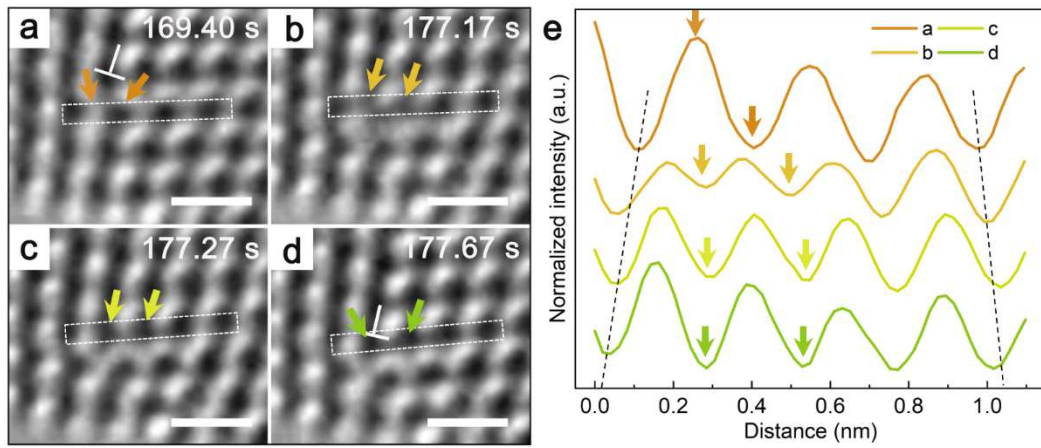 a
169.40 s
b
177.17 s
c
177.27 s
d
177.67 s
e
a
c
b
d
Normalized intensity (a.u.)
0.0
0.2
0.4
0.6
0.8
1.0
Distance (nm)